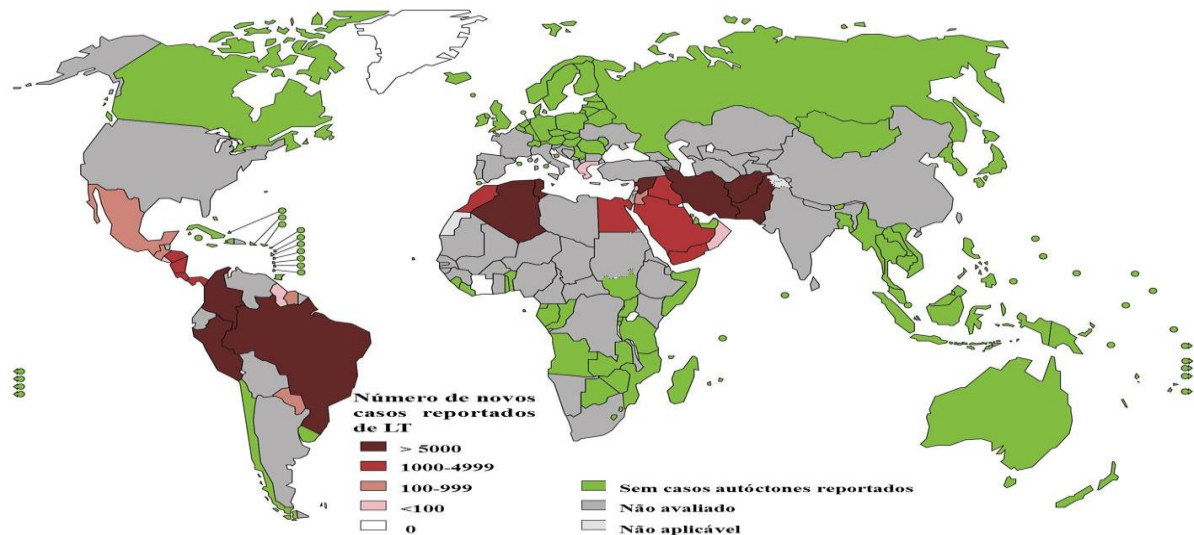 Número de novos
casos reportados
de LT
> 5000
1000-4999
100-999
<100
0
Sem casos autóctones reportados
Não avaliado
Não aplicável